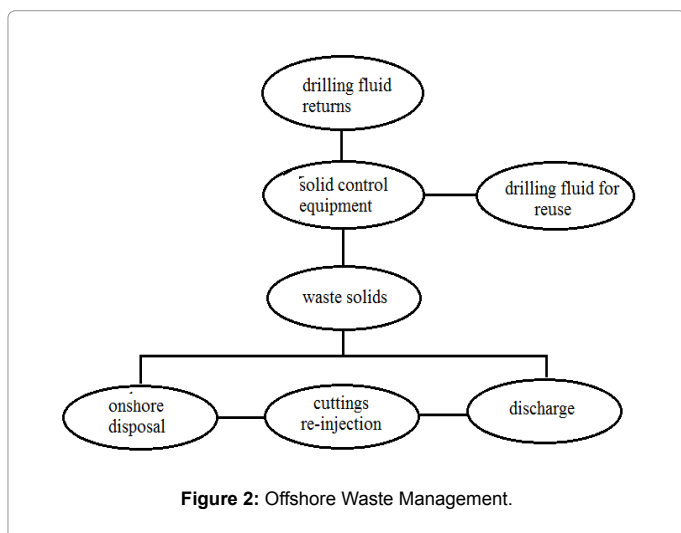 drilling fluid
returns
solid control
equipment
drilling fluid for
reuse
waste solids
onshore
disposal
cuttings
re-injection
discharge
Figure 2: Offshore Waste Management.